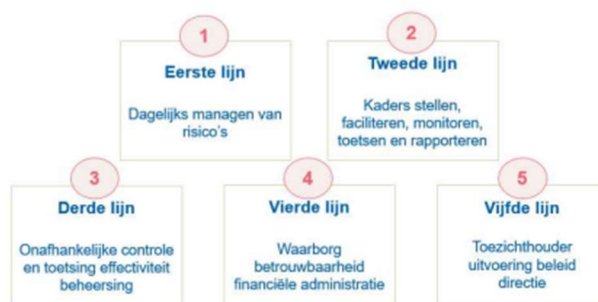 1
Eerste lijn
Dagelijks managen van
risico's
2
Tweede lijn
Kaders stellen,
faciliteren, monitoren,
toetsen en rapporteren
3
Derde lijn
Onafhankelijke controle
en toetsing effectiviteit
beheersing
4
Vierde lijn
Waarborg
betrouwbaarheid
financiële administratie
5
Vijfde lijn
Toezichthouder
uitvoering beleid
directie